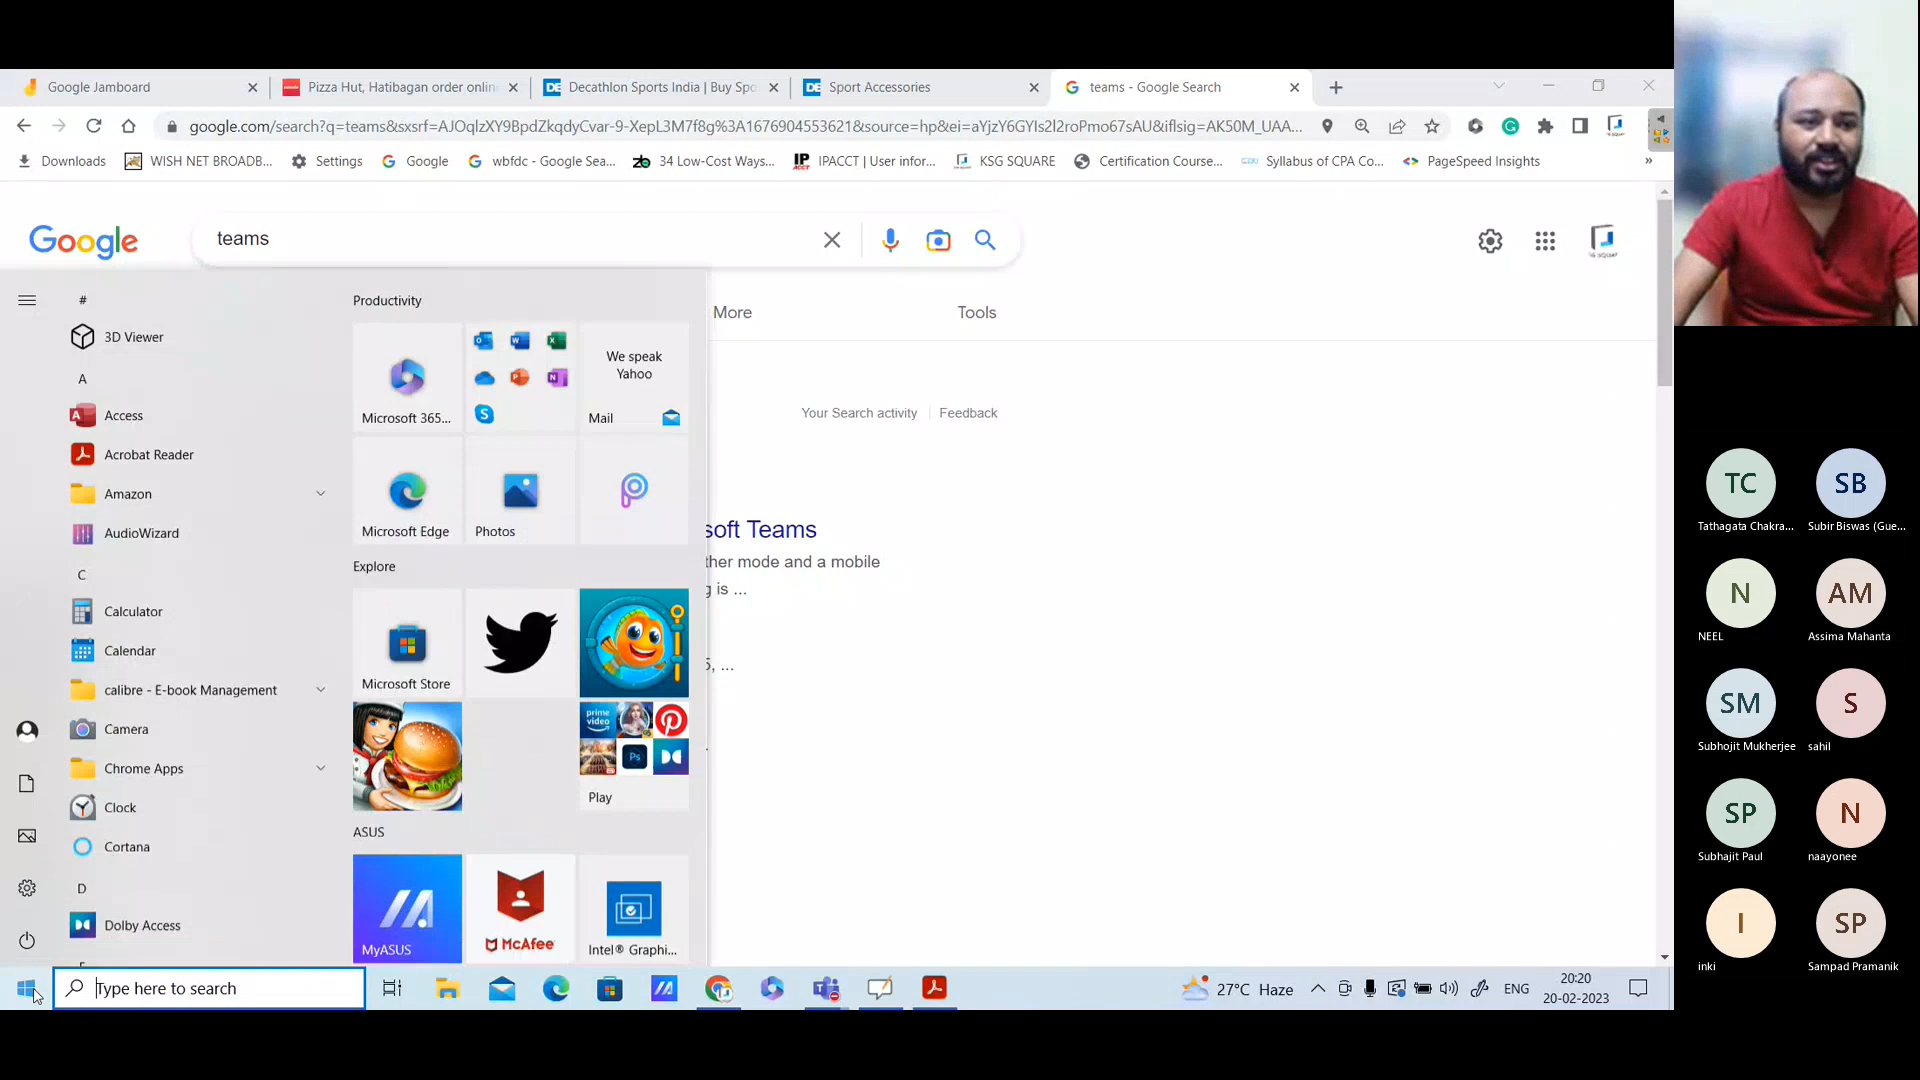 Google Jamboard
Pizza Hut, Hatibagan order onlin
DE Decathlon Sports India | Buy Spo
DE Sport Accessories
teams - Google Search
google.com/search?q=teams&sxsrf=AJOqlzXY9BpdZkqdyCvar-9-XepL3M7f8g%3A1676904553621&source=hp&ei=aYjzY6GYIs2l2roPmo67sAU&iflsig=AK50M_UAA...
Downloads
WISH NET BROADB...
Settings
Google
wbfdc - Google Sea...
34 Low-Cost Ways...
IPACCT | User infor...
KSG SQUARE
Certification Course...
Syllabus of CPA Co...
PageSpeed Insights
Google
teams
More
Tools
Your Search activity
Feedback
soft Teams
ther mode and a mobile
g is ...
5, ...
#
3D Viewer
A
Access
Acrobat Reader
Amazon
AudioWizard
C
Calculator
Calendar
calibre - E-book Management
Camera
Chrome Apps
Clock
Cortana
D
Dolby Access
Productivity
Microsoft 365...
We speak
Yahoo
Mail
Microsoft Edge
Photos
Explore
Microsoft Store
prime
video
Ps
Play
ASUS
MyASUS
McAfee
Intel® Graphi...
Type here to search
27°C Haze
ENG
20:20
20-02-2023
TC
Tathagata Chakra...
SB
Subir Biswas (Gue...
N
NEEL
AM
Assima Mahanta
SM
Subhojit Mukherjee
S
sahil
SP
Subhajit Paul
N
naayonee
I
inki
SP
Sampad Pramanik